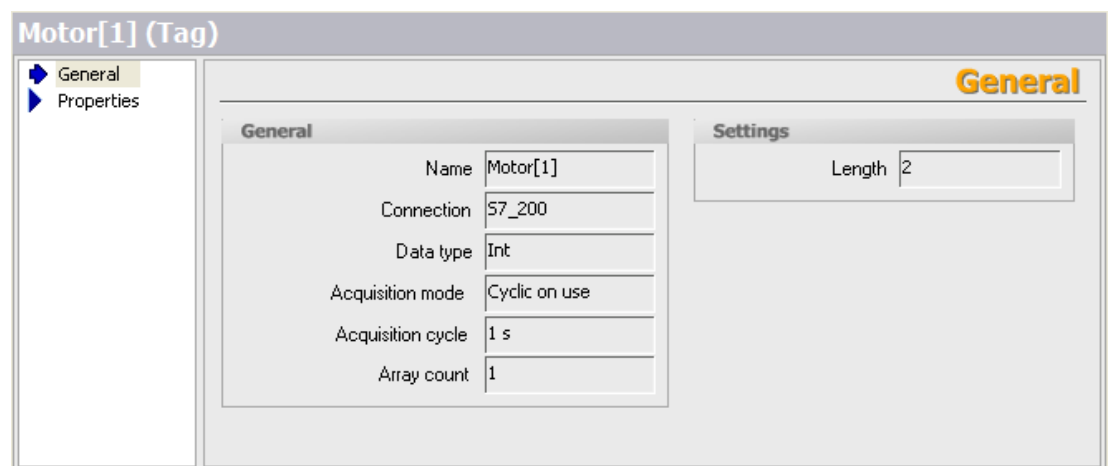 Motor[1] (Tag)
General
Properties
General
General
Name Motor[1]
Connection S7_200
Data type Int
Acquisition mode Cyclic on use
Acquisition cycle 1 s
Array count 1
Settings
Length 2